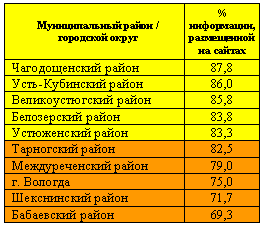 Муниципальный район /
городской округ
%
информации,
размещенной
на сайтах
Чагодощенский район 87,8
Усть-Кубинский район 86,0
Великоустюгский район 85,8
Белозерский район 83,8
Устюженский район 83,3
Тарногский район 82,5
Междуреченский район 79,0
г. Вологда 75,0
Шекснинский район 71,7
Бабаевский район 69,3